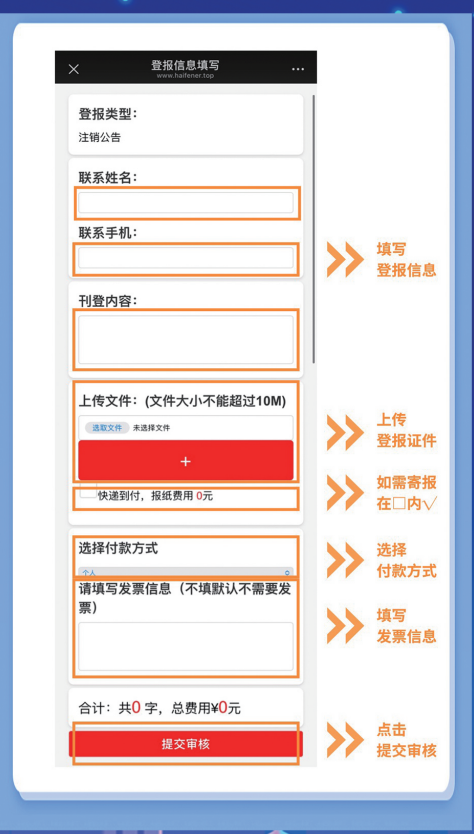 登报信息填写
www.haifener.top
登报类型：
注销公告
联系姓名：
联系手机：
填写
登报信息
刊登内容：
上传文件：(文件大小不能超过10M)
选取文件 未选择文件
+
上传
登报证件
快递到付，报纸费用 0元
如需寄报
在□内√
选择付款方式
个人
选择
付款方式
请填写发票信息（不填默认不需要发
票）
填写
发票信息
合计：共0 字，总费用¥0元
提交审核
点击
提交审核